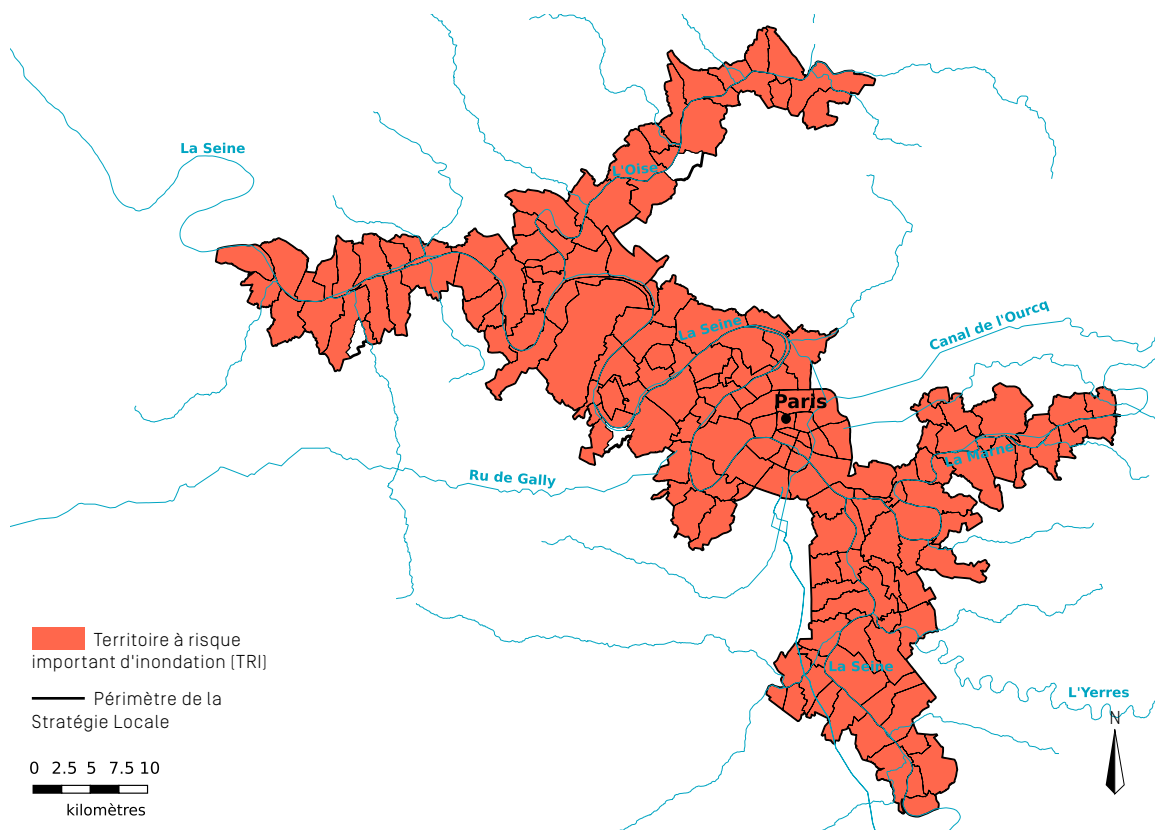 La Seine
L'Oise
La Seine
Canal de l'Ourcq
Paris
La Marne
Ru de Gally
La Seine
L'Yerres
N
Territoire à risque
important d'inondation (TRI)
Périmètre de la
Stratégie Locale
0 2.5 5 7.5 10
kilomètres